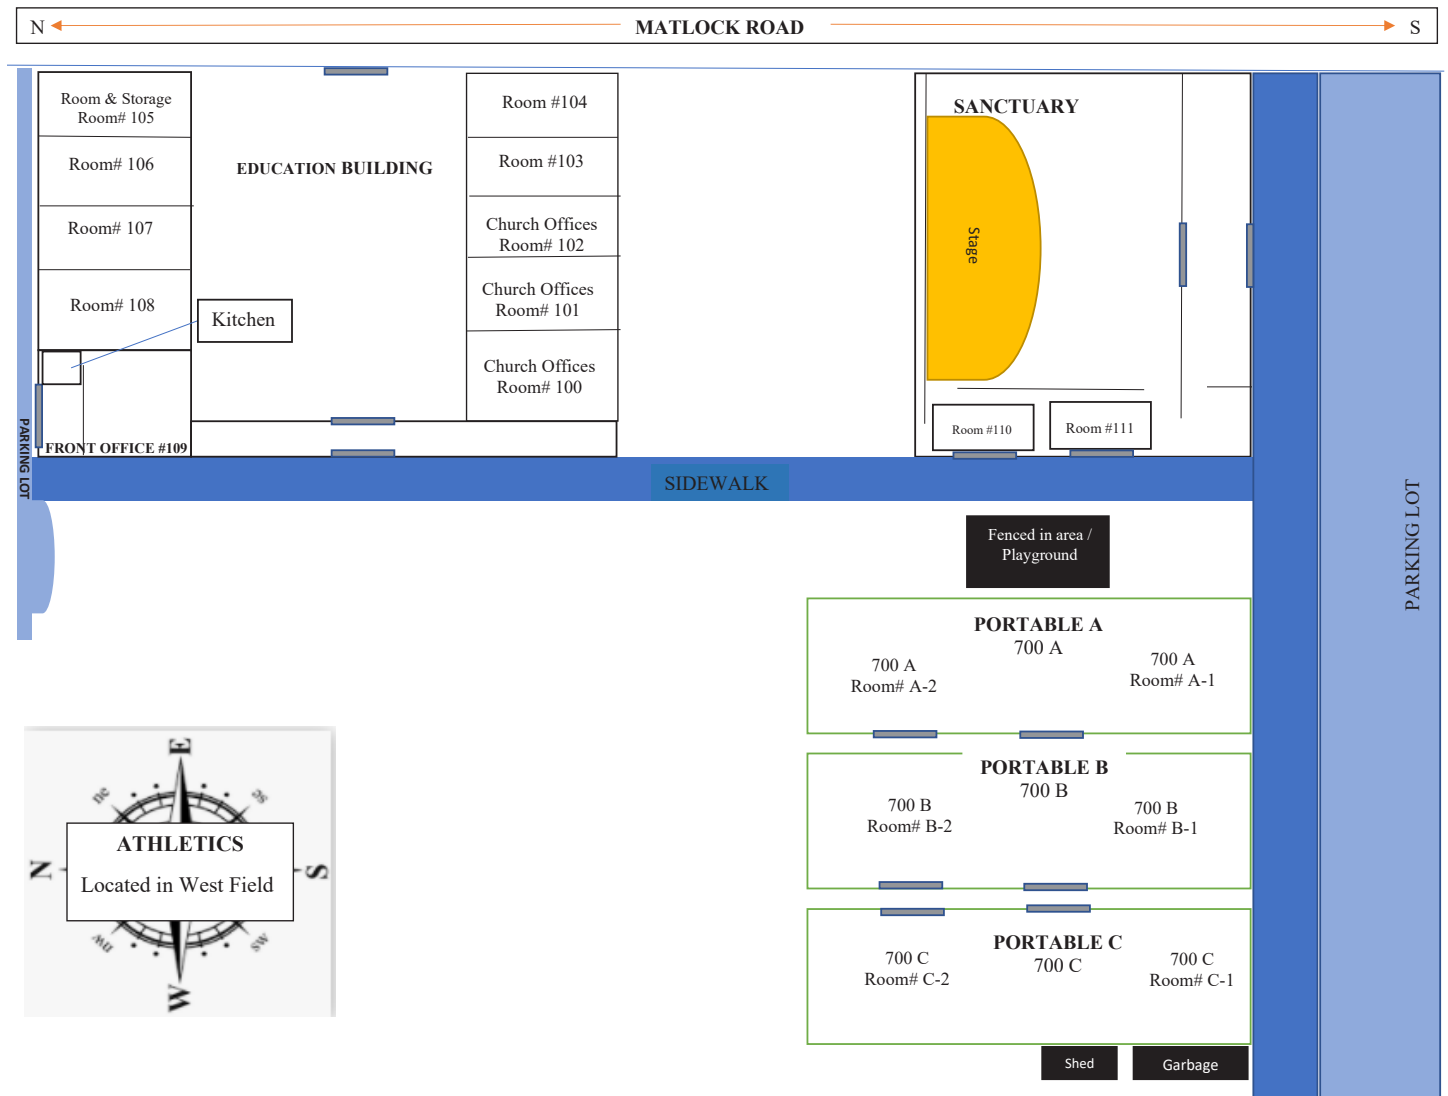 N MATLOCK ROAD S
Room & Storage
Room# 105
Room# 106
Room# 107
Room# 108
Kitchen
FRONT OFFICE #109
PARKING LOT
EDUCATION BUILDING
Room #104
Room #103
Church Offices
Room# 102
Church Offices
Room# 101
Church Offices
Room# 100
SANCTUARY
Stage
Room #110
Room #111
SIDEWALK
PARKING LOT
Fenced in area /
Playground
PORTABLE A
700 A
700 A
Room# A-2
700 A
Room# A-1
PORTABLE B
700 B
700 B
Room# B-2
700 B
Room# B-1
PORTABLE C
700 C
700 C
Room# C-2
700 C
Room# C-1
Shed
Garbage
E
ne
se
N
ATHLETICS
Located in West Field
S
nw
sw
W